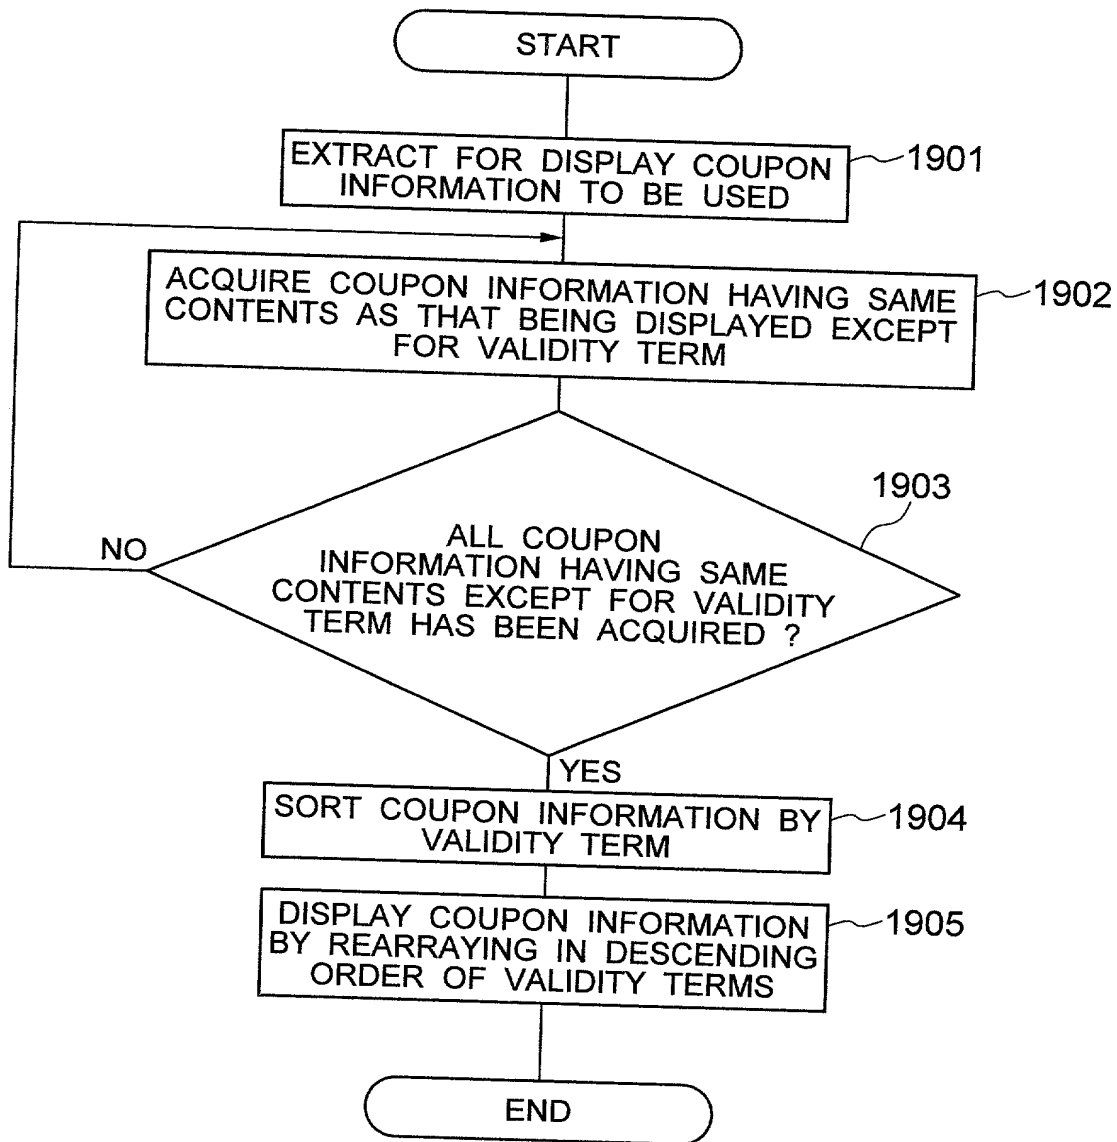 START
EXTRACT FOR DISPLAY COUPON
INFORMATION TO BE USED
1901
ACQUIRE COUPON INFORMATION HAVING SAME
CONTENTS AS THAT BEING DISPLAYED EXCEPT
FOR VALIDITY TERM
1902
1903
ALL COUPON
INFORMATION HAVING SAME
CONTENTS EXCEPT FOR VALIDITY
TERM HAS BEEN ACQUIRED ?
NO
YES
SORT COUPON INFORMATION BY
VALIDITY TERM
1904
DISPLAY COUPON INFORMATION
BY REARRAYING IN DESCENDING
ORDER OF VALIDITY TERMS
1905
END